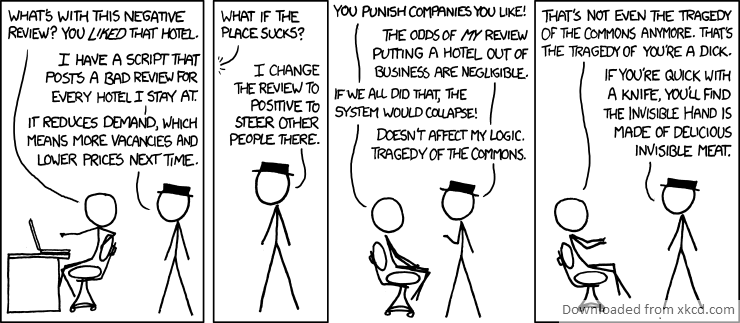 WHAT'S WITH THIS NEGATIVE
REVIEW? YOU LIKED THAT HOTEL.
I HAVE A SCRIPT THAT
POSTS A BAD REVIEW FOR
EVERY HOTEL I STAY AT.
IT REDUCES DEMAND, WHICH
MEANS MORE VACANCIES AND
LOWER PRICES NEXT TIME.
WHAT IF THE
PLACE SUCKS?
I CHANGE
THE REVIEW TO
POSITIVE TO
STEER OTHER
PEOPLE THERE.
YOU PUNISH COMPANIES YOU LIKE!
THE ODDS OF MY REVIEW
PUTTING A HOTEL OUT OF
BUSINESS ARE NEGLIGIBLE.
IF WE ALL DID THAT, THE
SYSTEM WOULD COLLAPSE!
DOESN'T AFFECT MY LOGIC.
TRAGEDY OF THE COMMONS.
THAT'S NOT EVEN THE TRAGEDY
OF THE COMMONS ANYMORE. THAT'S
THE TRAGEDY OF YOU'RE A DICK.
IF YOU'RE QUICK WITH
A KNIFE, YOU'LL FIND
THE INVISIBLE HAND IS
MADE OF DELICIOUS
INVISIBLE MEAT.
Downloaded from xkcd.com